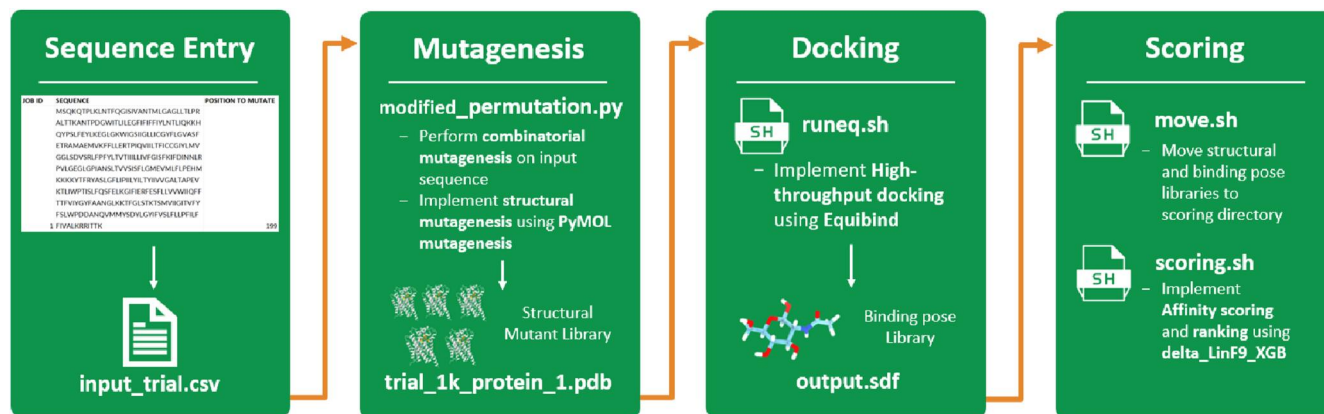 Sequence Entry
JOB ID SEQUENCE POSITION TO MUTATE
MSQKQTPLKLNTFQGISIVANTMLGAGLLTLPR
ALTTKANTPDGWITLILEGFIFIFFIYLNTLIQKKH
QYPSLFEYLKEGLGKWIGSIIGLLICGYFLGVASF
ETRAMAEMVKFFLLERTPIQVIILTFICCGIYLMV
GGLSDVSRLFPFYLTVTIIILLIVFGISFKIFDINNLR
PVLGEGLGPIANSLTVVSISFLGMEVMLFLPEHM
KKKKYTFRYASLGFLIPIILYILTYIIVVGALTAPEV
KTLIWPTISLFQSFELKGIFIERFESFLLVVWIIQFF
TTFVIYGYFAANGLKKTFGLSTKTSMVIIGITVFY
FSLWPDDANQVMMYSDYLGYIFVSLFLLPFILF
1 FIVALKRRITTK 199
input_trial.csv
Mutagenesis
modified_permutation.py
– Perform combinatorial
mutagenesis on input
sequence
– Implement structural
mutagenesis using PyMOL
mutagenesis
Structural
Mutant Library
trial_1k_protein_1.pdb
Docking
SH
runeq.sh
– Implement High-
throughput docking
using Equibind
Binding pose
Library
output.sdf
Scoring
SH
move.sh
– Move structural
and binding pose
libraries to
scoring directory
SH
scoring.sh
– Implement
Affinity scoring
and ranking using
delta_LinF9_XGB